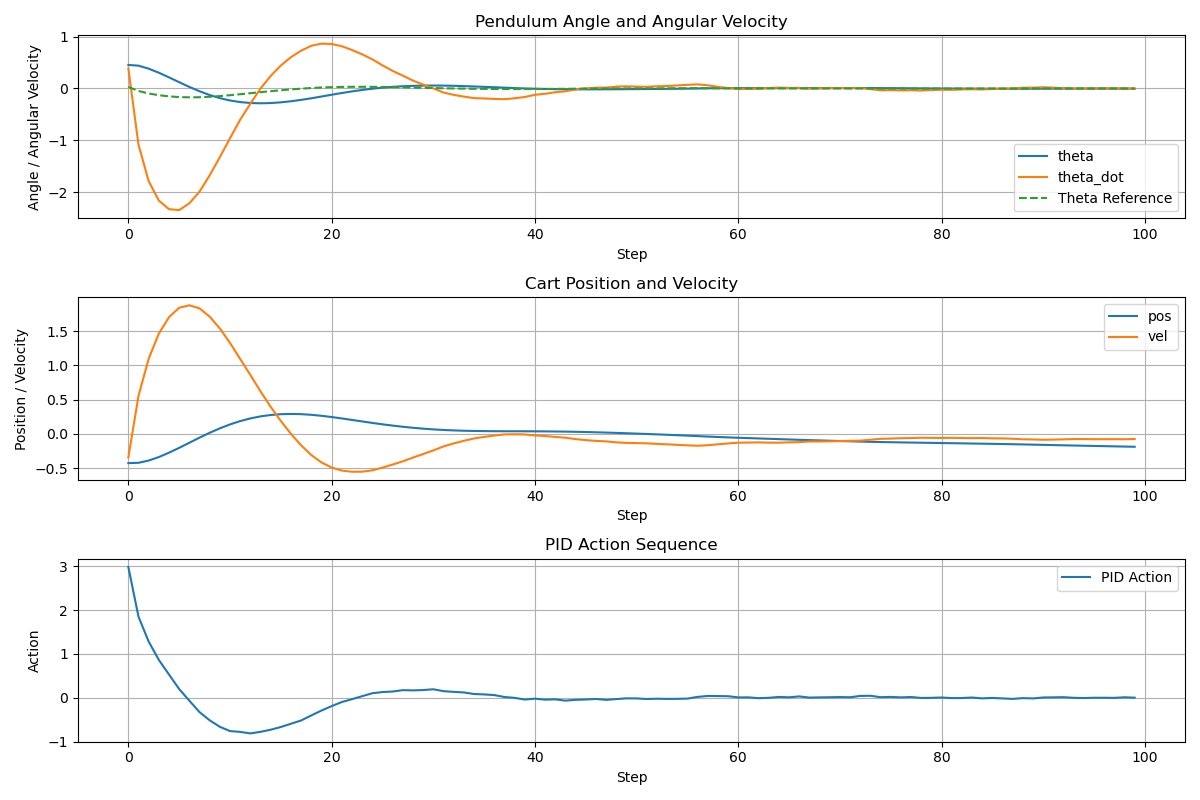 Pendulum Angle and Angular Velocity
Angle / Angular Velocity
1
0
−1
−2
theta
theta_dot
Theta Reference
0 20 40 60 80 100
Step
Cart Position and Velocity
Position / Velocity
1.5
1.0
0.5
0.0
−0.5
pos
vel
0 20 40 60 80 100
Step
PID Action Sequence
Action
3
2
1
0
−1
PID Action
0 20 40 60 80 100
Step